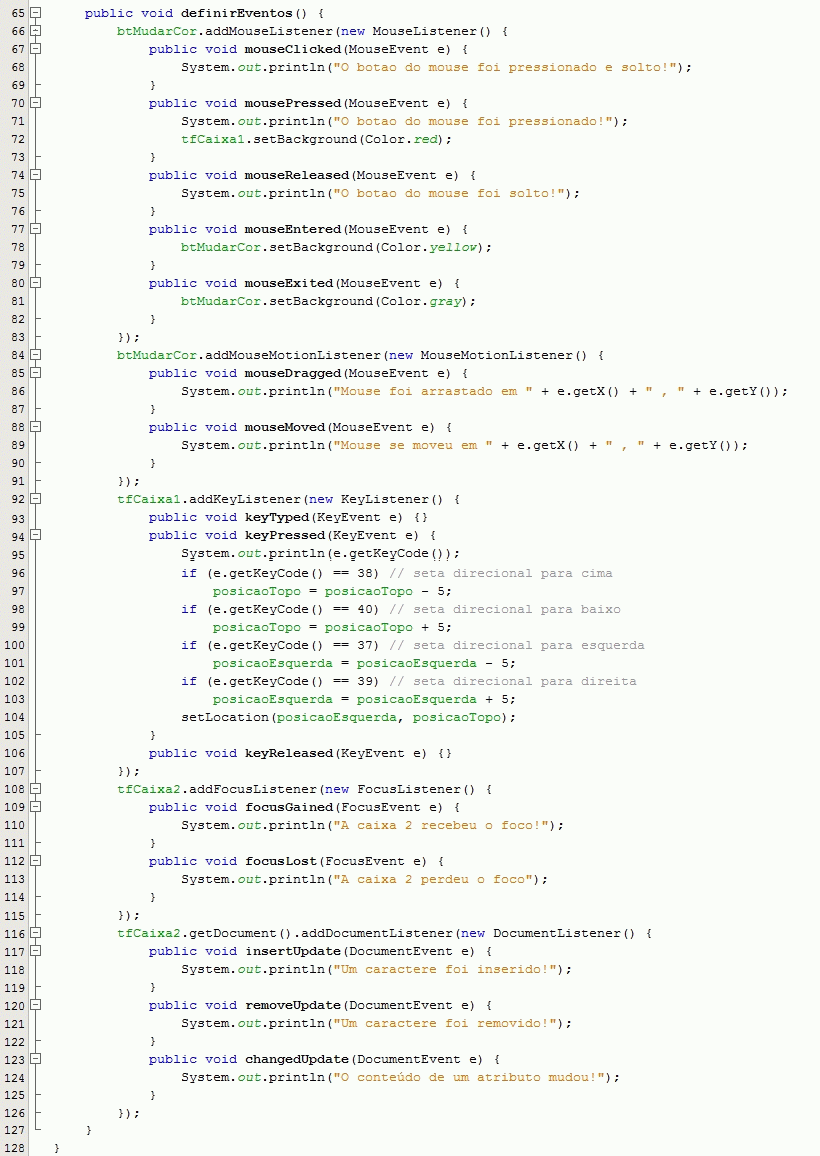 65 public void definirEventos() {
66 btMudarCor.addMouseListener(new MouseListener() {
67 public void mouseClicked(MouseEvent e) {
68 System.out.println("O botao do mouse foi pressionado e solto!");
69 }
70 public void mousePressed(MouseEvent e) {
71 System.out.println("O botao do mouse foi pressionado!");
72 tfCaixa1.setBackground(Color.red);
73 }
74 public void mouseReleased(MouseEvent e) {
75 System.out.println("O botao do mouse foi solto!");
76 }
77 public void mouseEntered(MouseEvent e) {
78 btMudarCor.setBackground(Color.yellow);
79 }
80 public void mouseExited(MouseEvent e) {
81 btMudarCor.setBackground(Color.gray);
82 }
83 });
84 btMudarCor.addMouseMotionListener(new MouseMotionListener() {
85 public void mouseDragged(MouseEvent e) {
86 System.out.println("Mouse foi arrastado em " + e.getX() + " , " + e.getY());
87 }
88 public void mouseMoved(MouseEvent e) {
89 System.out.println("Mouse se moveu em " + e.getX() + " , " + e.getY());
90 }
91 });
92 tfCaixa1.addKeyListener(new KeyListener() {
93 public void keyTyped(KeyEvent e) {}
94 public void keyPressed(KeyEvent e) {
95 System.out.println(e.getKeyCode());
96 if (e.getKeyCode() == 38) // seta direcional para cima
97 posicaoTopo = posicaoTopo - 5;
98 if (e.getKeyCode() == 40) // seta direcional para baixo
99 posicaoTopo = posicaoTopo + 5;
100 if (e.getKeyCode() == 37) // seta direcional para esquerda
101 posicaoEsquerda = posicaoEsquerda - 5;
102 if (e.getKeyCode() == 39) // seta direcional para direita
103 posicaoEsquerda = posicaoEsquerda + 5;
104 setLocation(posicaoEsquerda, posicaoTopo);
105 }
106 public void keyReleased(KeyEvent e) {}
107 });
108 tfCaixa2.addFocusListener(new FocusListener() {
109 public void focusGained(FocusEvent e) {
110 System.out.println("A caixa 2 recebeu o foco!");
111 }
112 public void focusLost(FocusEvent e) {
113 System.out.println("A caixa 2 perdeu o foco");
114 }
115 });
116 tfCaixa2.getDocument().addDocumentListener(new DocumentListener() {
117 public void insertUpdate(DocumentEvent e) {
118 System.out.println("Um caractere foi inserido!");
119 }
120 public void removeUpdate(DocumentEvent e) {
121 System.out.println("Um caractere foi removido!");
122 }
123 public void changedUpdate(DocumentEvent e) {
124 System.out.println("O conteúdo de um atributo mudou!");
125 }
126 });
127 }
128 }